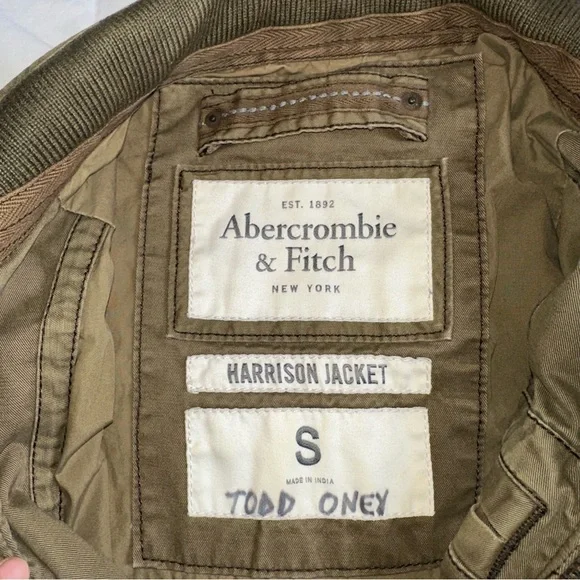 EST. 1892
Abercrombie
& Fitch
NEW YORK
HARRISON JACKET
S
MADE IN INDIA
TODD ONEY